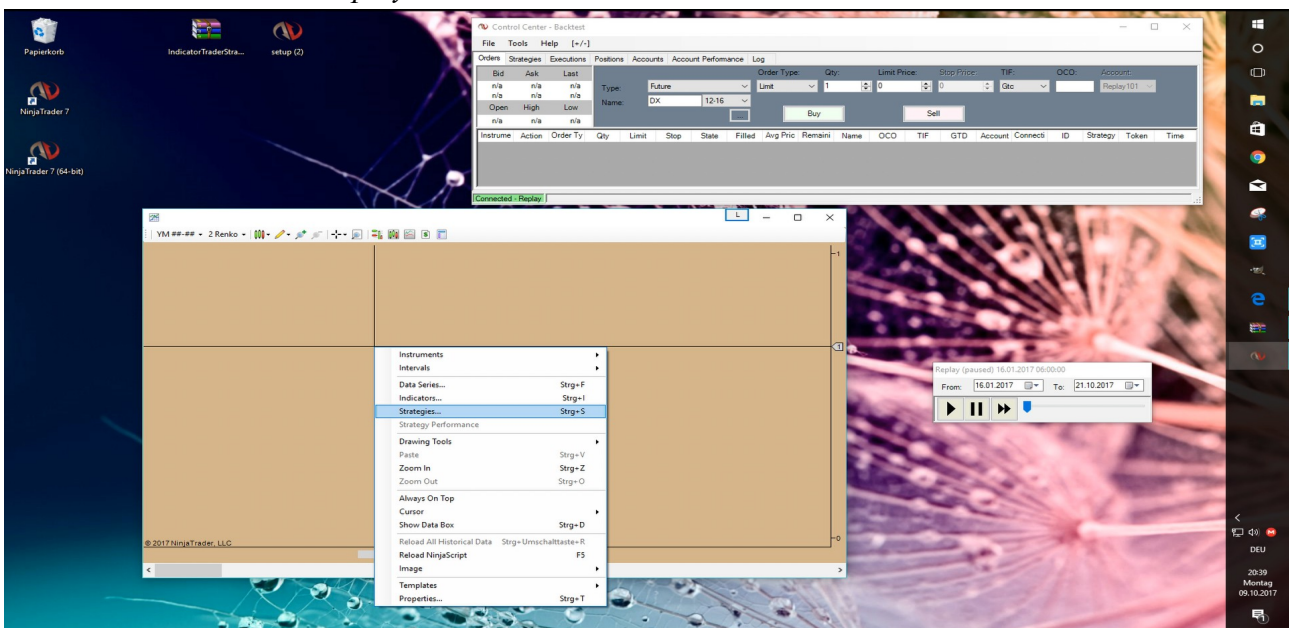 Papierkorb
IndicatorTraderStra...
setup (2)
NinjaTrader 7
NinjaTrader 7 (64-bit)
Control Center - Backtest
File Tools Help [+/-]
Orders Strategies Executions Positions Accounts Account Performance Log
Bid Ask Last
n/a n/a n/a
n/a n/a n/a
Open High Low
n/a n/a n/a
Type: Future
Name: DX 12-16
...
Order Type: Qty: Limit Price: Stop Price: TIF: OCO: Account:
Limit 1 0 0 Gtc Replay101
Buy Sell
Instrume Action Order Ty Qty Limit Stop State Filled Avg Pric Remaini Name OCO TIF GTD Account Connecti ID Strategy Token Time
Connected - Replay
L
YM ##-## 2 Renko
1
1
0
© 2017 NinjaTrader, LLC
Instruments
Intervals
Data Series... Strg+F
Indicators... Strg+I
Strategies... Strg+S
Strategy Performance
Drawing Tools
Paste Strg+V
Zoom In Strg+Z
Zoom Out Strg+O
Always On Top
Cursor
Show Data Box Strg+D
Reload All Historical Data Strg+Umschalttaste+R
Reload NinjaScript F5
Image
Templates
Properties... Strg+T
Replay (paused) 16.01.2017 06:00:00
From: 16.01.2017 To: 21.10.2017
DEU
20:39
Montag
09.10.2017